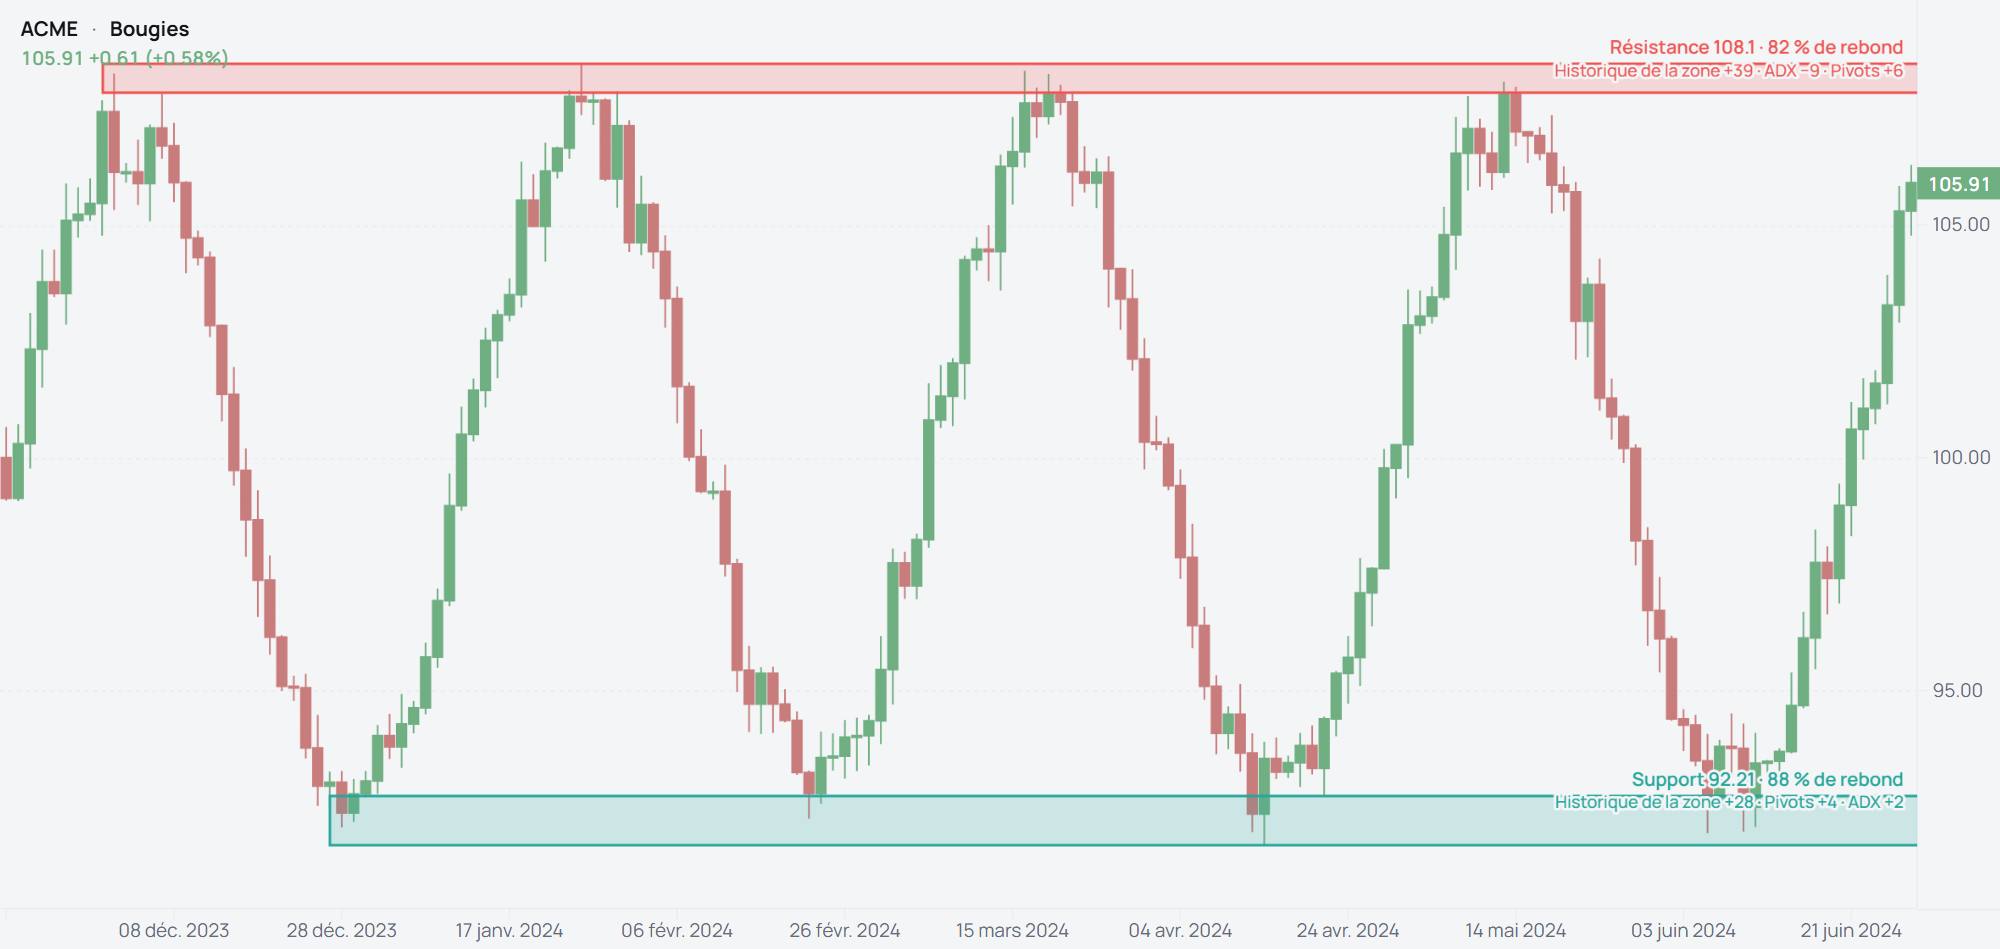 ACME · Bougies
105.91 +0.61 (+0.58%)
Résistance 108.1 · 82 % de rebond
Historique de la zone +39 · ADX −9 · Pivots +6
105.91
105.00
100.00
95.00
Support 92.21 · 88 % de rebond
Historique de la zone +28 · Pivots +4 · ADX +2
08 déc. 2023
28 déc. 2023
17 janv. 2024
06 févr. 2024
26 févr. 2024
15 mars 2024
04 avr. 2024
24 avr. 2024
14 mai 2024
03 juin 2024
21 juin 2024